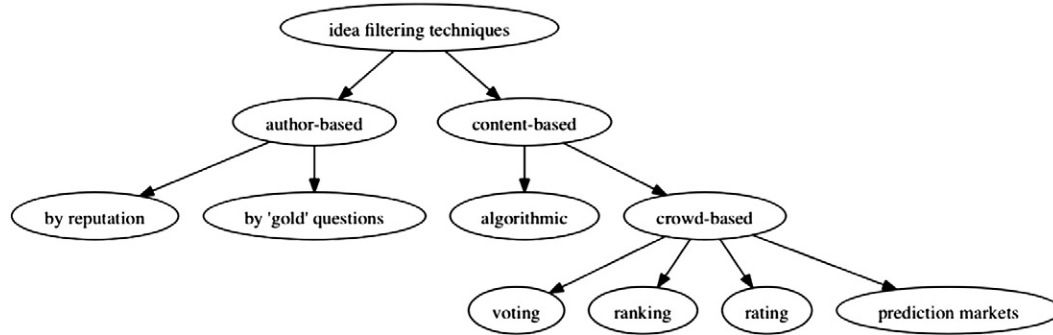 idea filtering techniques
author-based
content-based
by reputation
by 'gold' questions
algorithmic
crowd-based
voting
ranking
rating
prediction markets